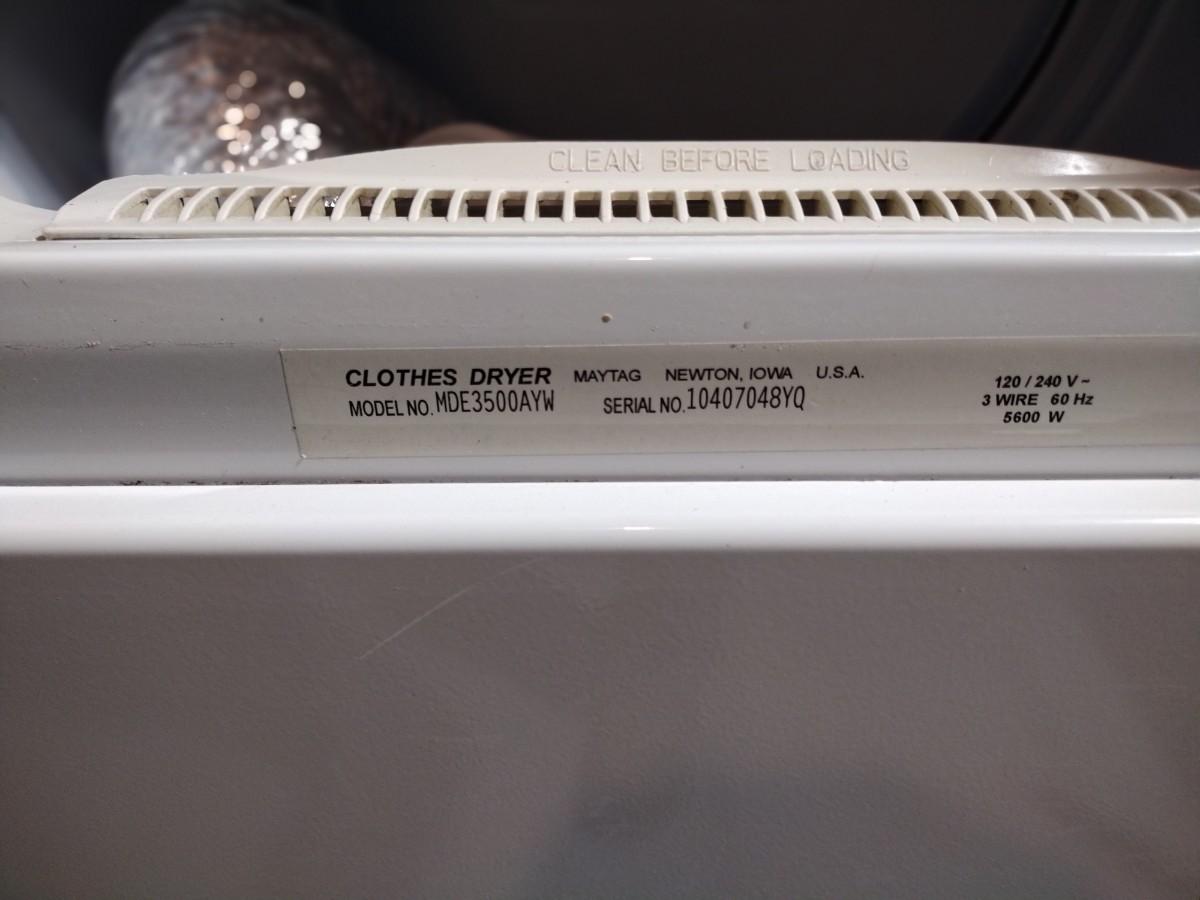 CLEAN BEFORE LOADING
CLOTHES DRYER MAYTAG NEWTON, IOWA U.S.A.
MODEL NO. MDE3500AYW SERIAL NO. 10407048YQ
120 / 240 V ~
3 WIRE 60 Hz
5600 W